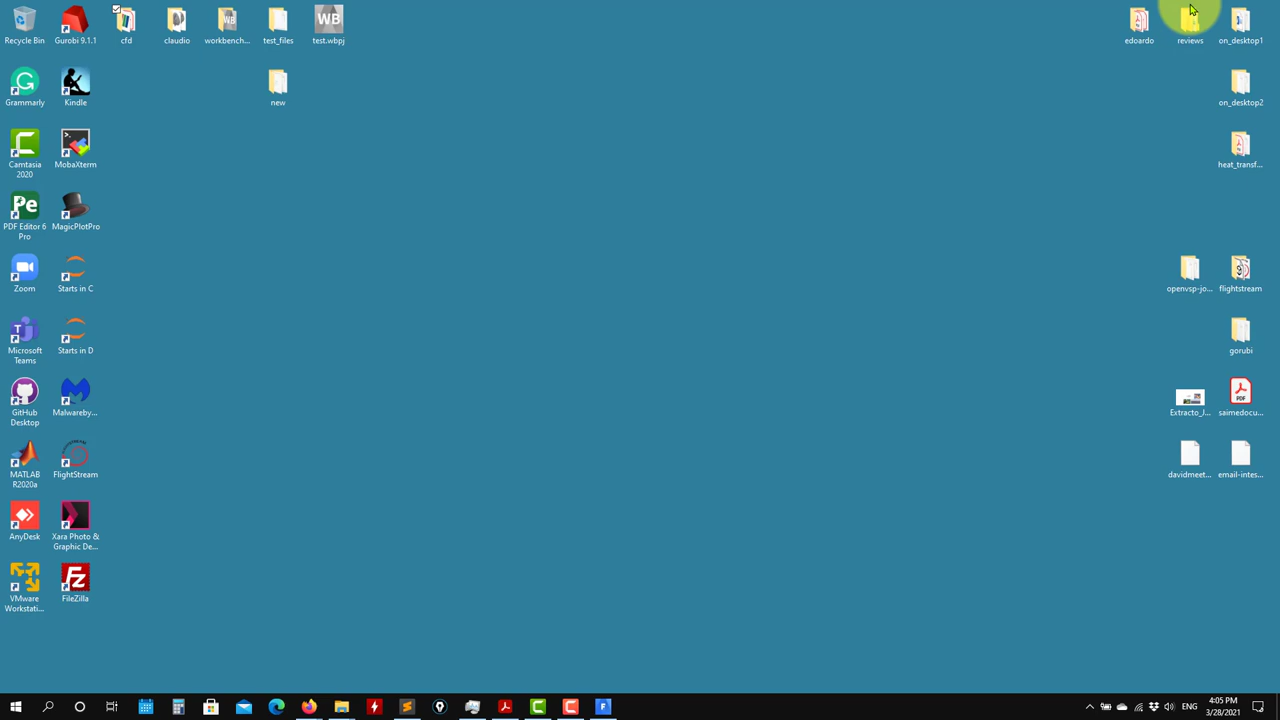 Recycle Bin
Gurobi 9.1.1
cfd
claudio
workbench...
test_files
test.wbpj
edoardo
reviews
on_desktop1
Grammarly
Kindle
new
on_desktop2
Camtasia
2020
MobaXterm
heat_transf...
PDF Editor 6
Pro
MagicPlotPro
Zoom
Starts in C
openvsp-jo...
flightstream
Microsoft
Teams
Starts in D
gorubi
GitHub
Desktop
Malwareby...
Extracto_J...
saimedocu...
MATLAB
R2020a
FlightStream
davidmeet...
email-intes...
AnyDesk
Xara Photo &
Graphic De...
VMware
Workstati...
FileZilla
ENG
4:05 PM
3/28/2021